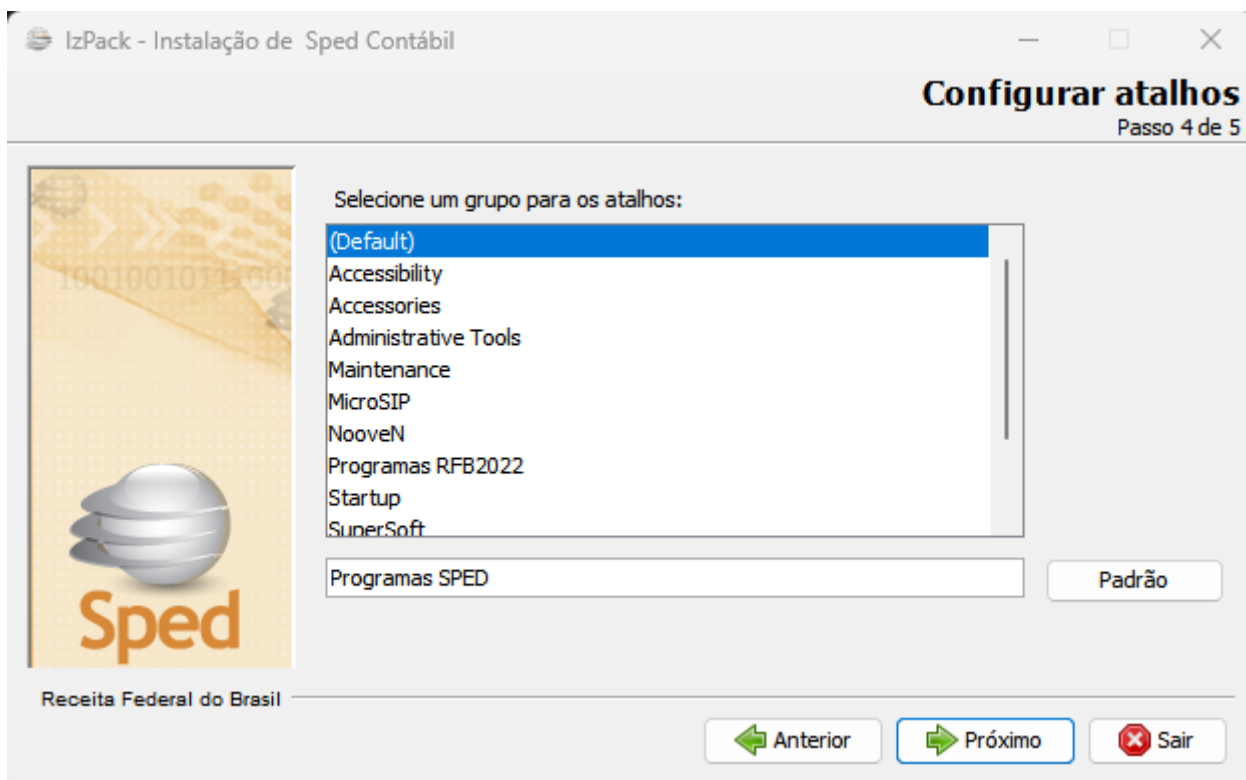 IzPack - Instalação de Sped Contábil
Configurar atalhos
Passo 4 de 5
Selecione um grupo para os atalhos:
(Default)
Accessibility
Accessories
Administrative Tools
Maintenance
MicroSIP
NooveN
Programas RFB2022
Startup
SuperSoft
Programas SPED
Padrão
Sped
Receita Federal do Brasil
Anterior
Próximo
Sair